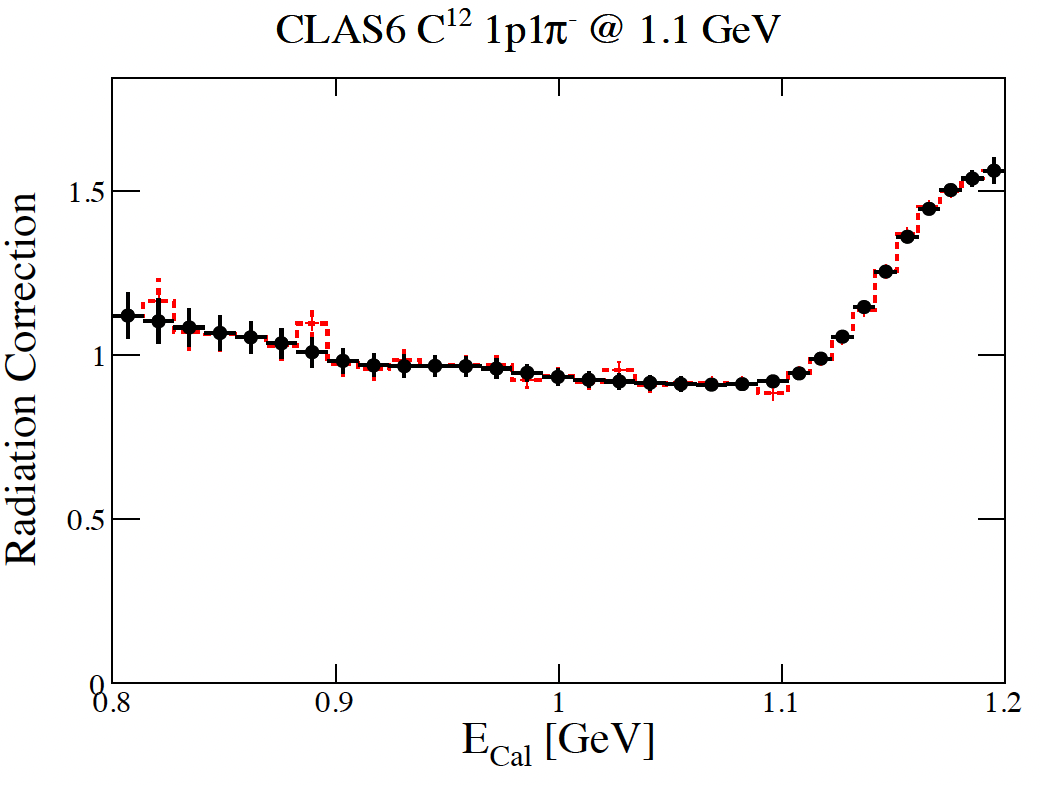 CLAS6 C¹² 1p1π⁻ @ 1.1 GeV
Radiation Correction
1.5
1
0.5
0
0.8 0.9 1 1.1 1.2
E_Cal [GeV]